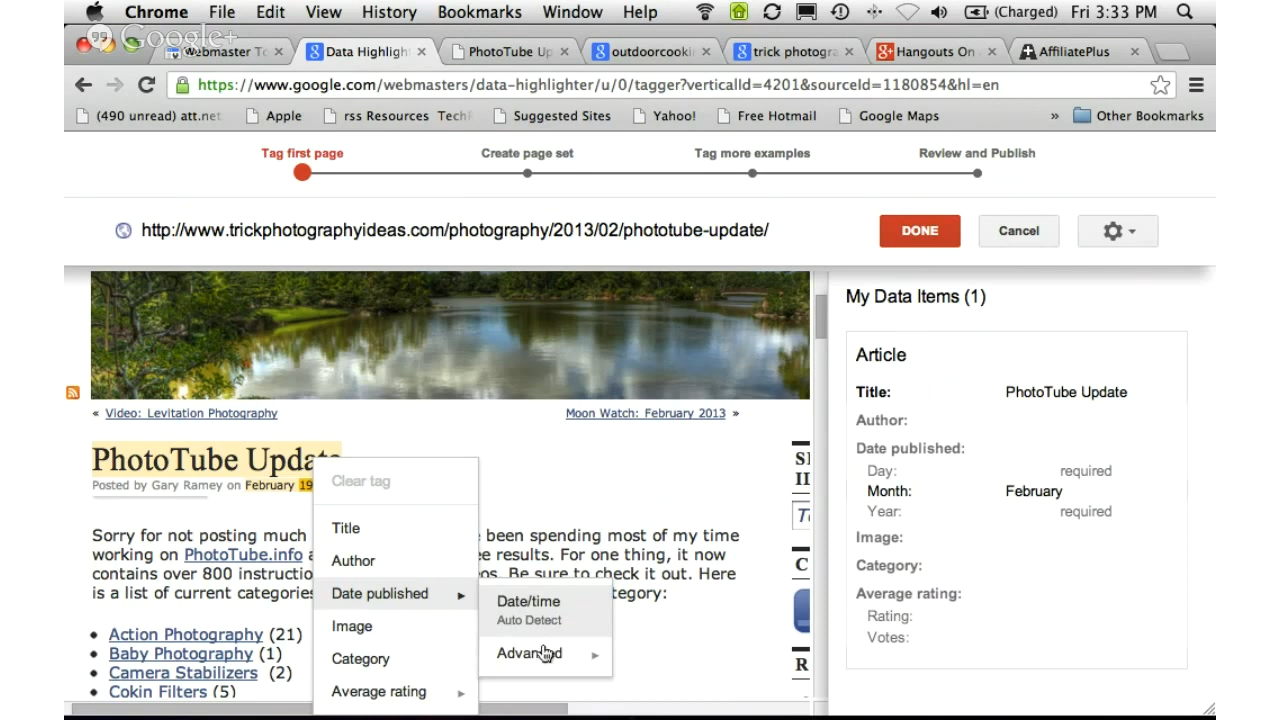 Chrome File Edit View History Bookmarks Window Help (Charged) Fri 3:33 PM
Google+
Webmaster To Data Highlight PhotoTube Up outdoorcooki trick photogra Hangouts On AffiliatePlus
https://www.google.com/webmasters/data-highlighter/u/0/tagger?verticalId=4201&sourceId=1180854&hl=en
(490 unread) att.net Apple rss Resources Tech Suggested Sites Yahoo! Free Hotmail Google Maps » Other Bookmarks
Tag first page Create page set Tag more examples Review and Publish
http://www.trickphotographyideas.com/photography/2013/02/phototube-update/ DONE Cancel
My Data Items (1)
« Video: Levitation Photography Moon Watch: February 2013 »
PhotoTube Update
Posted by Gary Ramey on February 19
Sorry for not posting much been spending most of my time
working on PhotoTube.info a ee results. For one thing, it now
contains over 800 instructio os. Be sure to check it out. Here
is a list of current categories tegory:
• Action Photography (21)
• Baby Photography (1)
• Camera Stabilizers (2)
• Cokin Filters (5)
Clear tag
Title
Author
Date published
Image
Category
Average rating
Date/time
Auto Detect
Advanced
Article
Title: PhotoTube Update
Author:
Date published:
Day: required
Month: February
Year: required
Image:
Category:
Average rating:
Rating:
Votes: